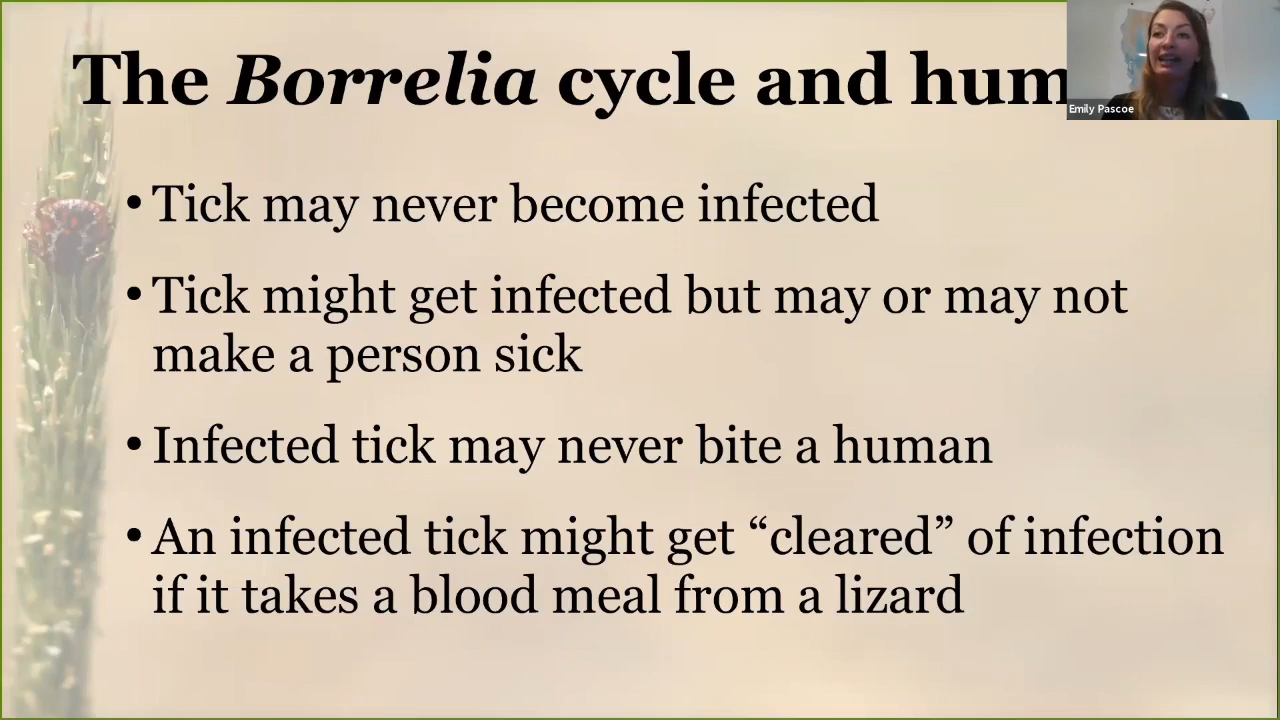 The Borrelia cycle and hum
Emily Pascoe
• Tick may never become infected
• Tick might get infected but may or may not
make a person sick
• Infected tick may never bite a human
• An infected tick might get “cleared” of infection
if it takes a blood meal from a lizard